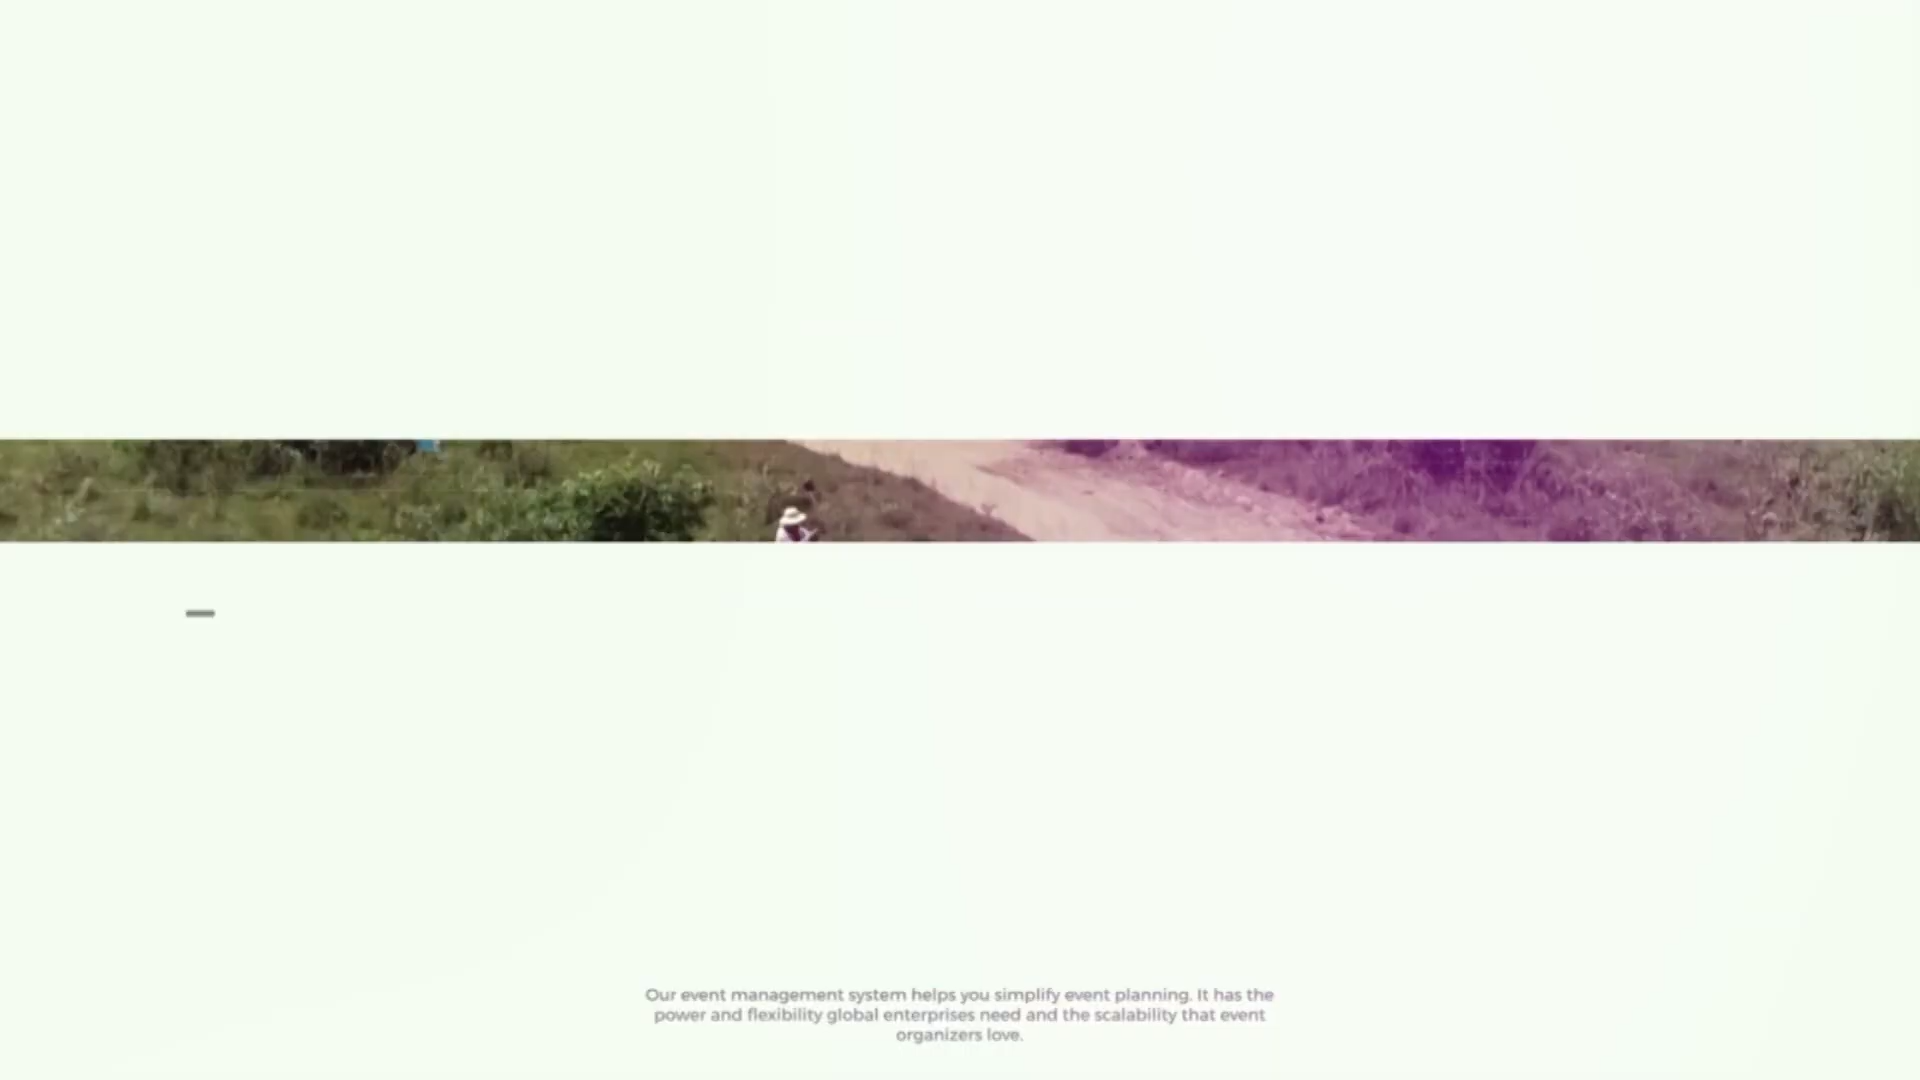 Our event management system helps you simplify event planning. It has the
power and flexibility global enterprises need and the scalability that event
organizers love.